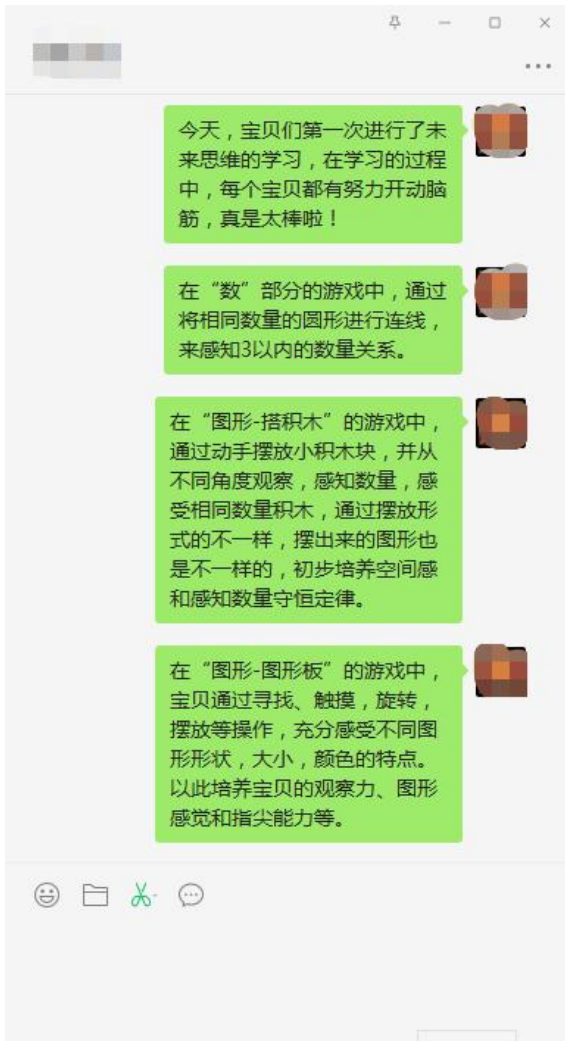 今天，宝贝们第一次进行了未
来思维的学习，在学习的过程
中，每个宝贝都有努力开动脑
筋，真是太棒啦！
在“数”部分的游戏中，通过
将相同数量的圆形进行连线，
来感知3以内的数量关系。
在“图形-搭积木”的游戏中，
通过动手摆放小积木块，并从
不同角度观察，感知数量，感
受相同数量积木，通过摆放形
式的不一样，摆出来的图形也
是不一样的，初步培养空间感
和感知数量守恒定律。
在“图形-图形板”的游戏中，
宝贝通过寻找、触摸，旋转，
摆放等操作，充分感受不同图
形形状，大小，颜色的特点。
以此培养宝贝的观察力、图形
感觉和指尖能力等。